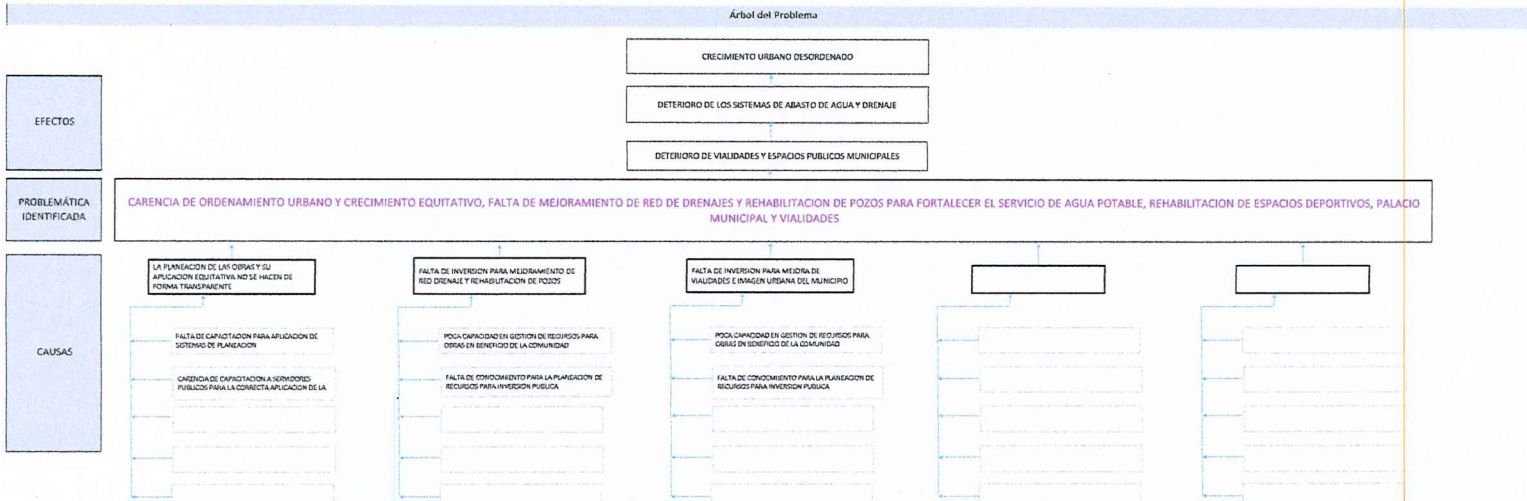 Árbol del Problema
CRECIMIENTO URBANO DESORDENADO
EFECTOS
DETERIORO DE LOS SISTEMAS DE ABASTO DE AGUA Y DRENAJE
DETERIORO DE VIALIDADES Y ESPACIOS PUBLICOS MUNICIPALES
PROBLEMÁTICA
IDENTIFICADA
CARENCIA DE ORDENAMIENTO URBANO Y CRECIMIENTO EQUITATIVO, FALTA DE MEJORAMIENTO DE RED DE DRENAJES Y REHABILITACION DE POZOS PARA FORTALECER EL SERVICIO DE AGUA POTABLE, REHABILITACION DE ESPACIOS DEPORTIVOS, PALACIO
MUNICIPAL Y VIALIDADES
CAUSAS
LA PLANEACION DE LAS OBRAS Y SU
APLICACION EQUITATIVA NO SE HACEN DE
FORMA TRANSPARENTE
FALTA DE CAPACITACION PARA APLICACION DE
SISTEMAS DE PLANEACION
CARENCIA DE CAPACITACION A SERVIDORES
PUBLICOS PARA LA CORRECTA APLICACION DE LA
FALTA DE INVERSION PARA MEJORAMIENTO DE
RED DRENAJE Y REHABILITACION DE POZOS
POCA CAPACIDAD EN GESTION DE RECURSOS PARA
OBRAS EN BENEFICIO DE LA COMUNIDAD
FALTA DE CONOCIMIENTO PARA LA PLANEACION DE
RECURSOS PARA INVERSION PUBLICA
FALTA DE INVERSION PARA MEJORA DE
VIALIDADES E IMAGEN URBANA DEL MUNICIPIO
POCA CAPACIDAD EN GESTION DE RECURSOS PARA
OBRAS EN BENEFICIO DE LA COMUNIDAD
FALTA DE CONOCIMIENTO PARA LA PLANEACION DE
RECURSOS PARA INVERSION PUBLICA